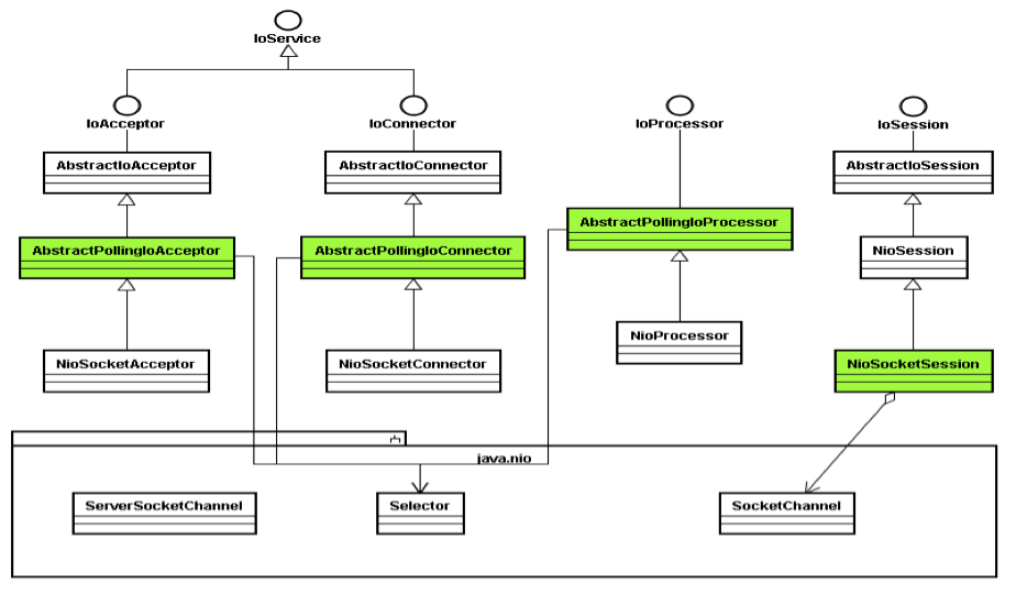 IoService
IoAcceptor
IoConnector
IoProcessor
IoSession
AbstractIoAcceptor
AbstractIoConnector
AbstractIoSession
AbstractPollingIoAcceptor
AbstractPollingIoConnector
AbstractPollingIoProcessor
NioSession
NioSocketAcceptor
NioSocketConnector
NioProcessor
NioSocketSession
java.nio
ServerSocketChannel
Selector
SocketChannel